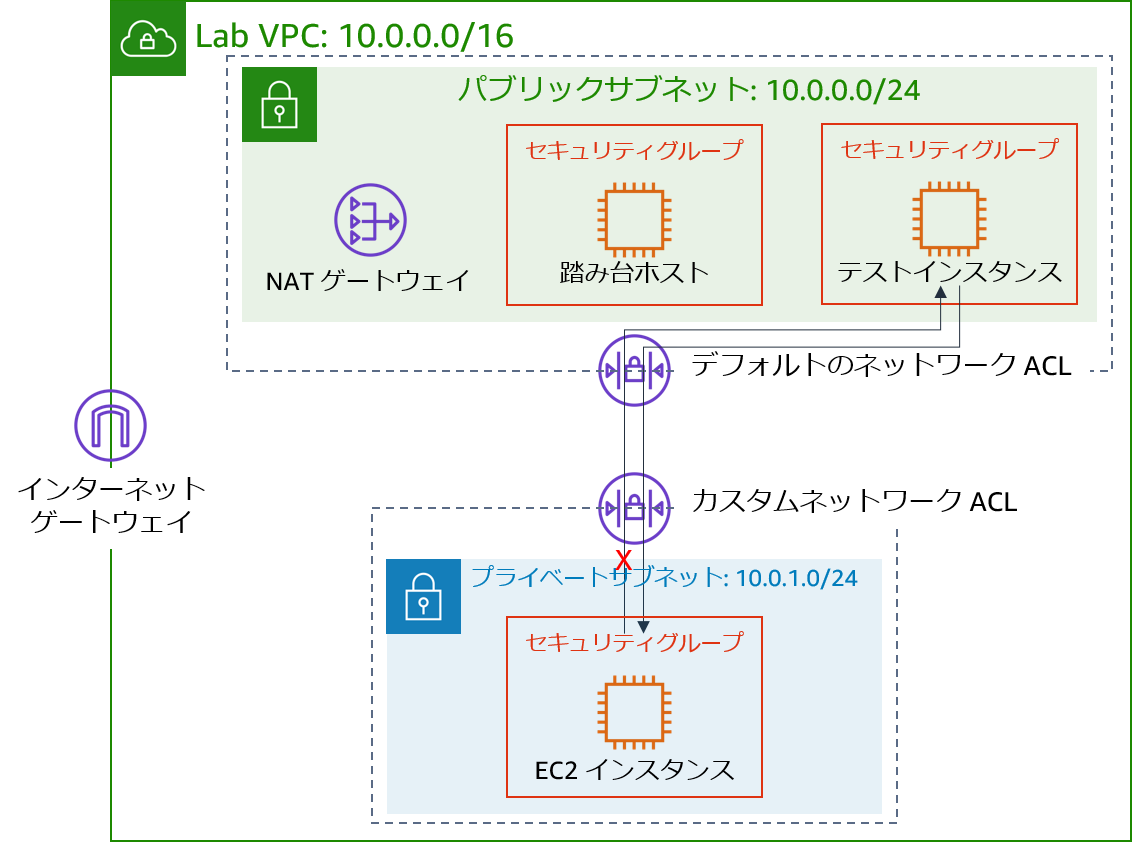 Lab VPC: 10.0.0.0/16
パブリックサブネット: 10.0.0.0/24
セキュリティグループ
セキュリティグループ
NAT ゲートウェイ
踏み台ホスト
テストインスタンス
デフォルトのネットワーク ACL
インターネット
ゲートウェイ
カスタムネットワーク ACL
X
プライベートサブネット: 10.0.1.0/24
セキュリティグループ
EC2 インスタンス